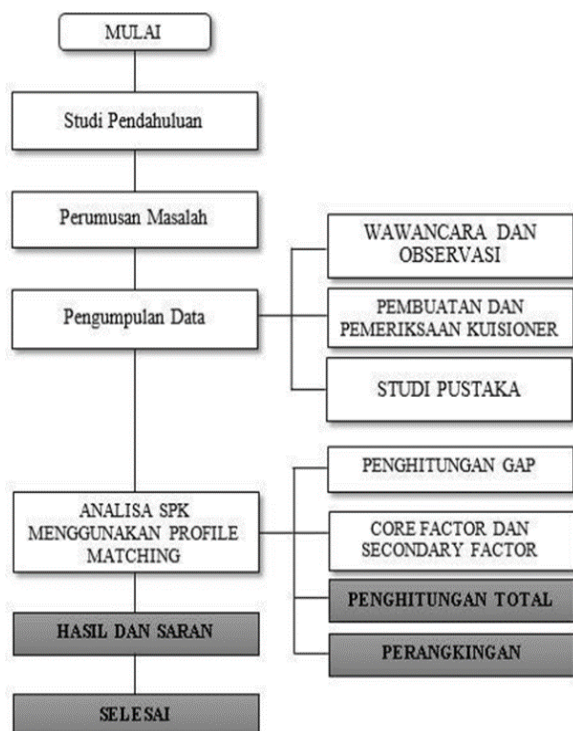 MULAI
Studi Pendahuluan
Perumusan Masalah
Pengumpulan Data
WAWANCARA DAN
OBSERVASI
PEMBUATAN DAN
PEMERIKSAAN KUISIONER
STUDI PUSTAKA
ANALISA SPK
MENGGUNAKAN PROFILE
MATCHING
PENGHITUNGAN GAP
CORE FACTOR DAN
SECONDARY FACTOR
PENGHITUNGAN TOTAL
PERANGKINGAN
HASIL DAN SARAN
SELESAI